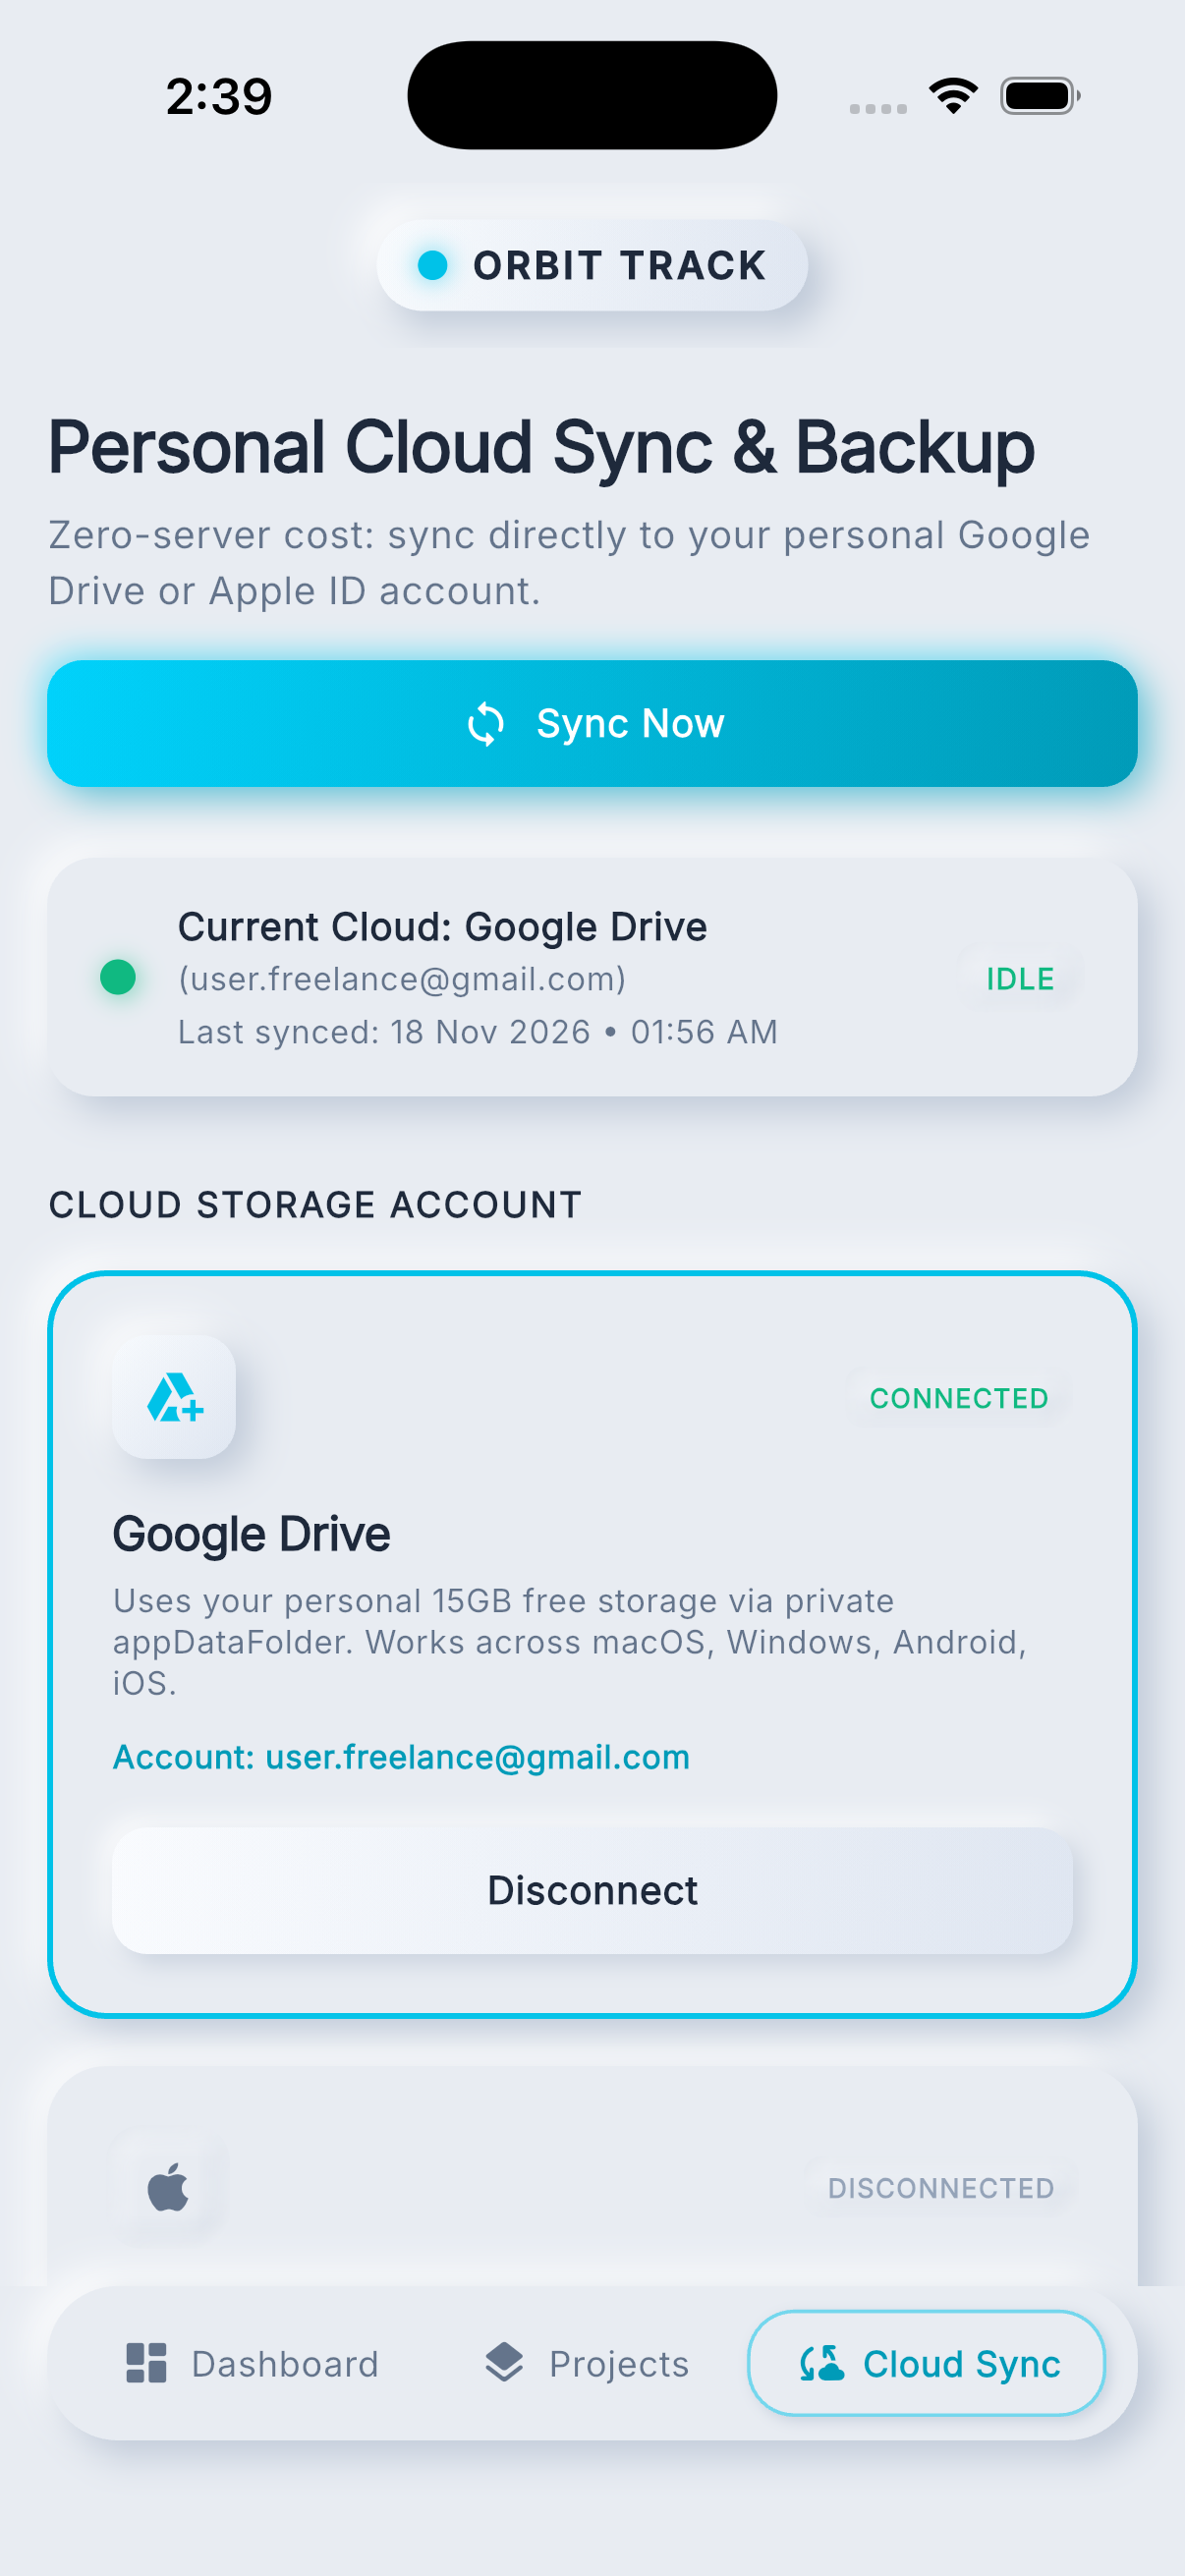 2:39
ORBIT TRACK
Personal Cloud Sync & Backup
Zero-server cost: sync directly to your personal Google
Drive or Apple ID account.
Sync Now
Current Cloud: Google Drive
(user.freelance@gmail.com)
IDLE
Last synced: 18 Nov 2026 • 01:56 AM
CLOUD STORAGE ACCOUNT
CONNECTED
Google Drive
Uses your personal 15GB free storage via private
appDataFolder. Works across macOS, Windows, Android,
iOS.
Account: user.freelance@gmail.com
Disconnect
DISCONNECTED
Dashboard
Projects
Cloud Sync